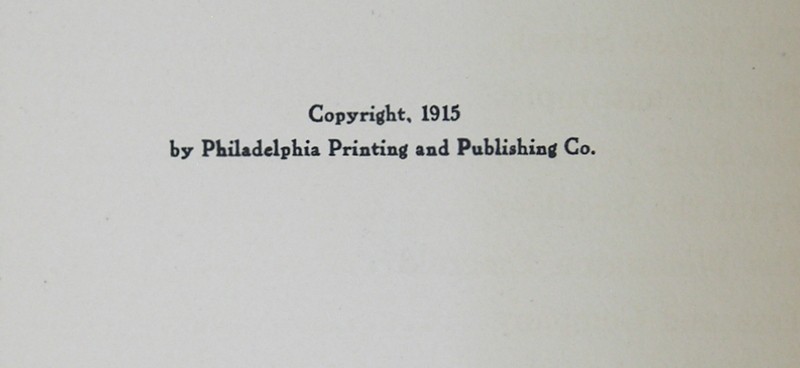 Copyright, 1915
by Philadelphia Printing and Publishing Co.